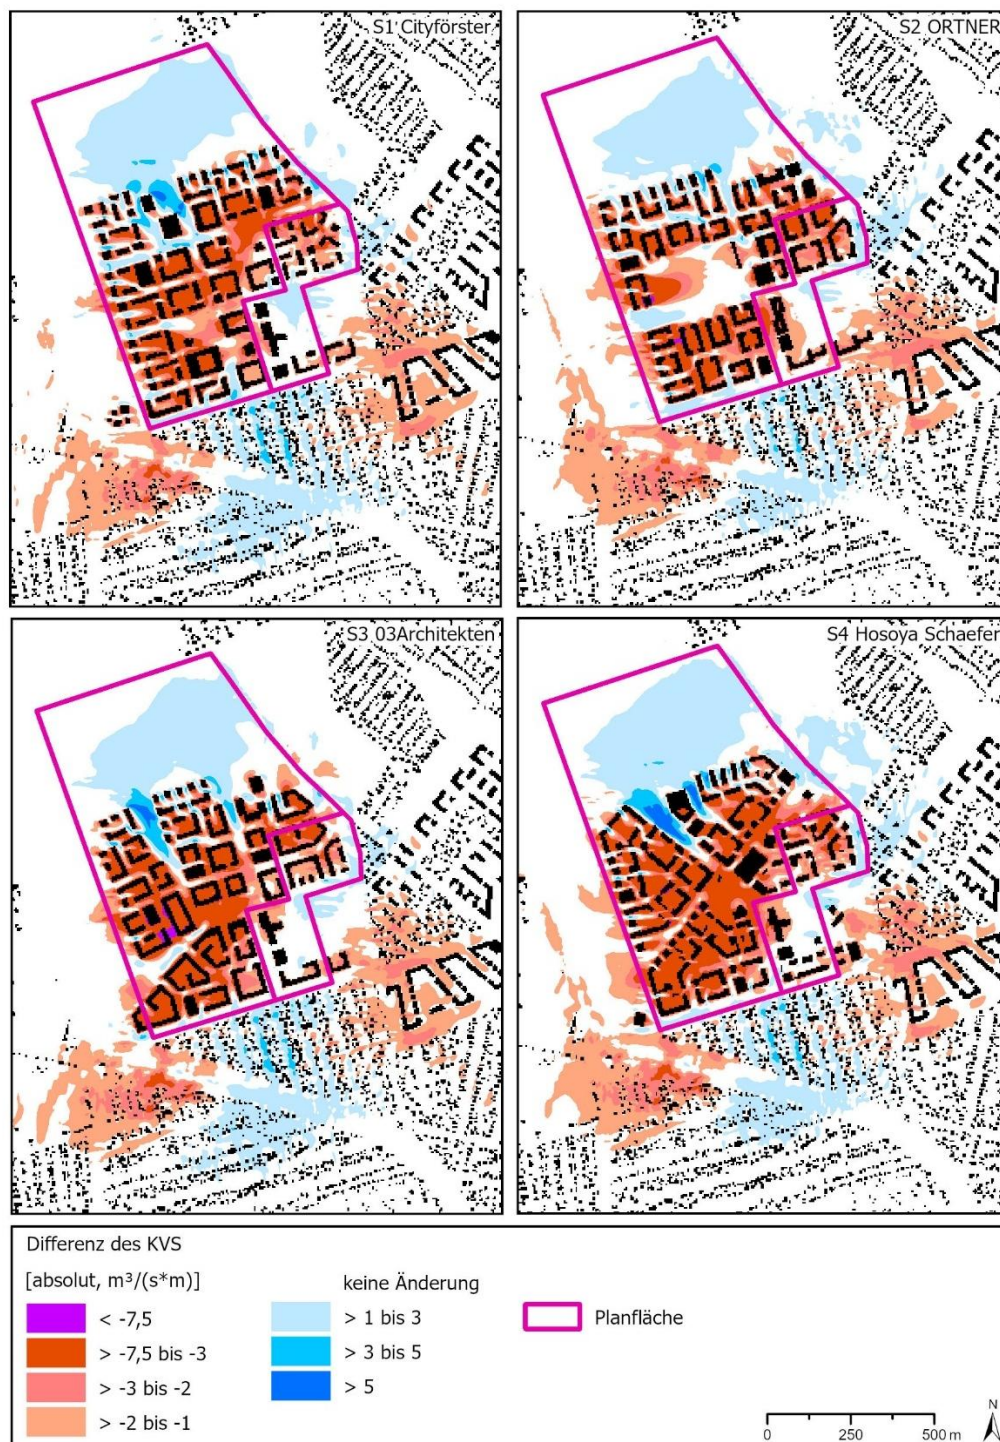 S1 Cityförster
S2 ORTNER
S3 03Architekten
S4 Hosoya Schaefer
Differenz des KVS
[absolut, m³/(s*m)]
< -7,5
> -7,5 bis -3
> -3 bis -2
> -2 bis -1
keine Änderung
> 1 bis 3
> 3 bis 5
> 5
Planfläche
N
0 250 500 m